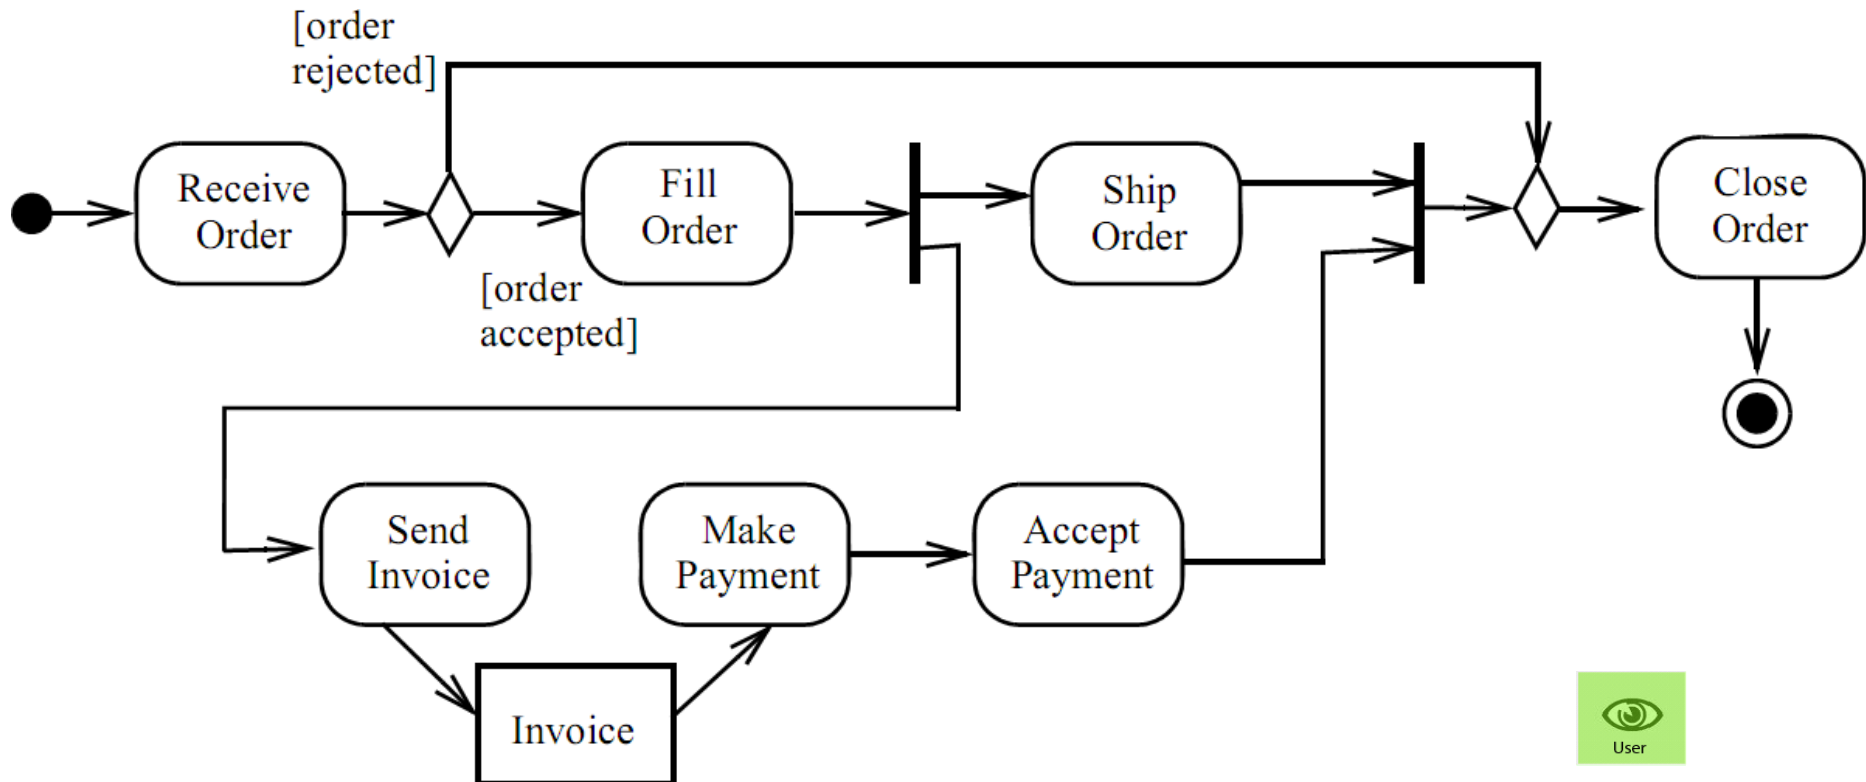 [order
rejected]
Receive
Order
Fill
Order
[order
accepted]
Ship
Order
Close
Order
Send
Invoice
Make
Payment
Accept
Payment
Invoice
User